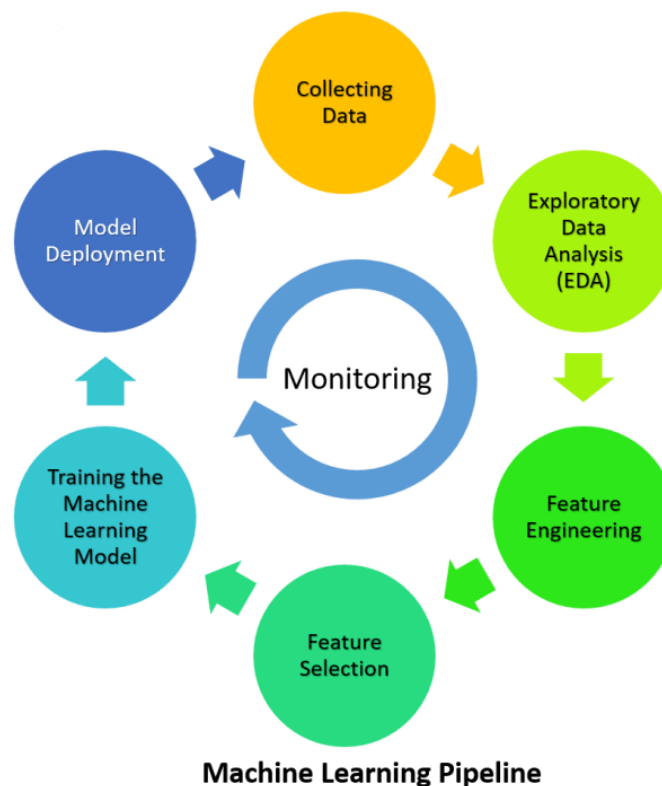 Collecting
Data
Exploratory
Data
Analysis
(EDA)
Feature
Engineering
Feature
Selection
Training the
Machine
Learning
Model
Model
Deployment
Monitoring
Machine Learning Pipeline